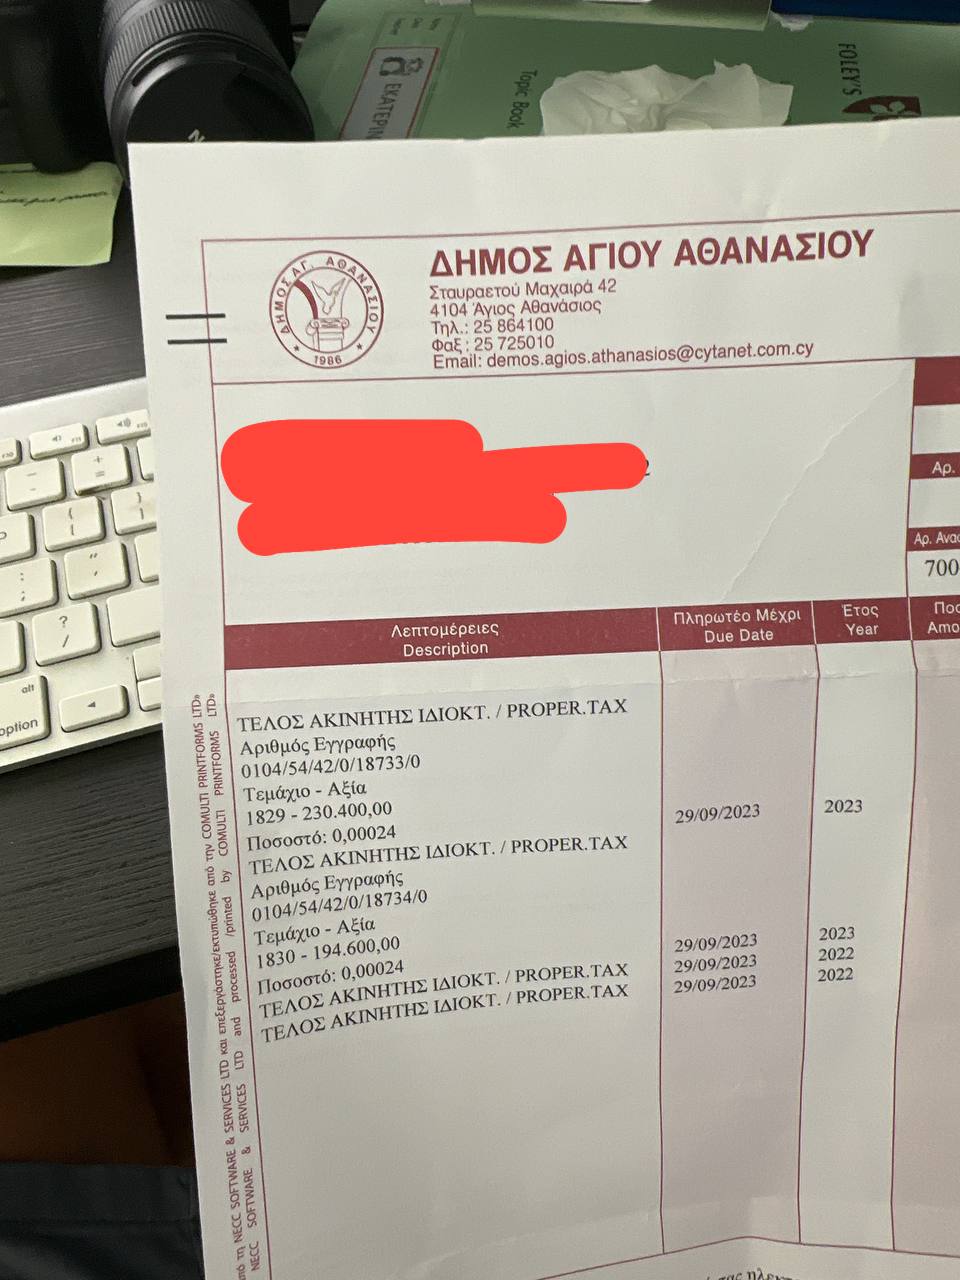 FOLEY'S
Topic Book
ΕΚΑΤΕΡΙΝ
ΔΗΜΟΣ ΑΓ. ΑΘΑΝΑΣΙΟΥ
1986
ΔΗΜΟΣ ΑΓΙΟΥ ΑΘΑΝΑΣΙΟΥ
Σταυραετού Μαχαιρά 42
4104 Άγιος Αθανάσιος
Τηλ.: 25 864100
Φαξ : 25 725010
Email: demos.agios.athanasios@cytanet.com.cy
Αρ.
Αρ. Ανα
700
Λεπτομέρειες
Description
Πληρωτέο Μέχρι
Due Date
Έτος
Year
Ποσ
Amo
ΤΕΛΟΣ ΑΚΙΝΗΤΗΣ ΙΔΙΟΚΤ. / PROPER.TAX
Αριθμός Εγγραφής
0104/54/42/0/18733/0
Τεμάχιο - Αξία
1829 - 230.400,00 29/09/2023 2023
Ποσοστό: 0,00024
ΤΕΛΟΣ ΑΚΙΝΗΤΗΣ ΙΔΙΟΚΤ. / PROPER.TAX
Αριθμός Εγγραφής
0104/54/42/0/18734/0
Τεμάχιο - Αξία
1830 - 194.600,00 29/09/2023 2023
Ποσοστό: 0,00024
ΤΕΛΟΣ ΑΚΙΝΗΤΗΣ ΙΔΙΟΚΤ. / PROPER.TAX 29/09/2023 2022
ΤΕΛΟΣ ΑΚΙΝΗΤΗΣ ΙΔΙΟΚΤ. / PROPER.TAX 29/09/2023 2022
από τη NECC SOFTWARE & SERVICES LTD και επεξεργάστηκε/εκτυπώθηκε από την COMULTI PRINTFORMS LTD»
NECC SOFTWARE & SERVICES LTD and processed /printed by COMULTI PRINTFORMS LTD»
alt
option